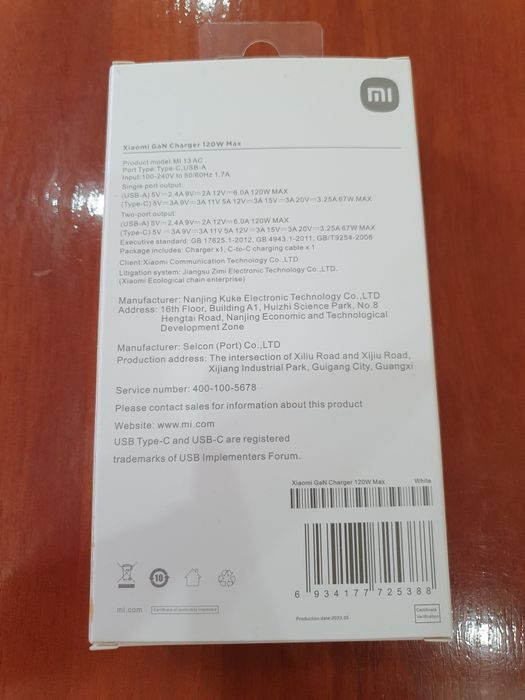 mi
Xiaomi GaN Charger 120W Max
Product model:MI 13 AC
Port Type:Type-C,USB-A
Input:100-240V to 50/60Hz 1.7A
Single port output:
(USB-A) 5V⎓2.4A 9V⎓2A 12V⎓6.0A 120W MAX
(Type-C) 5V⎓3A 9V⎓3A 11V 5A 12V⎓3A 15V⎓3A 20V⎓3.25A 67W MAX
Two-port output:
(USB-A) 5V⎓2.4A 9V⎓2A 12V⎓6.0A 120W MAX
(Type-C) 5V⎓3A 9V⎓3A 11V 5A 12V⎓3A 15V⎓3A 20V⎓3.25A 67W MAX
Executive standard: GB 17625.1-2012, GB.4943.1-2011, GB/T9254-2008
Package includes: Charger x1, C-to-C charging cable x 1
Client:Xiaomi Communication Technology Co.,LTD
Litigation system: Jiangsu Zimi Electronic Technology Co.,LTD.
(Xiaomi Ecological chain enterprise)
Manufacturer: Nanjing Kuke Electronic Technology Co.,LTD
Address: 16th Floor, Building A1, Huizhi Science Park, No.8
Hengtai Road, Nanjing Economic and Technological
Development Zone
Manufacturer: Selcon (Port) Co.,LTD
Production address: The intersection of Xiliu Road and Xijiu Road,
Xijiang Industrial Park, Guigang City, Guangxi
Service number: 400-100-5678
Please contact sales for information about this product
Website: www.mi.com
USB Type-C and USB-C are registered
trademarks of USB Implementers Forum.
Xiaomi GaN Charger 120W Max White
6 934177 725388
10
mi.com
Certificate of conformity inspected
Production date:2023.05
Certificate
Verification